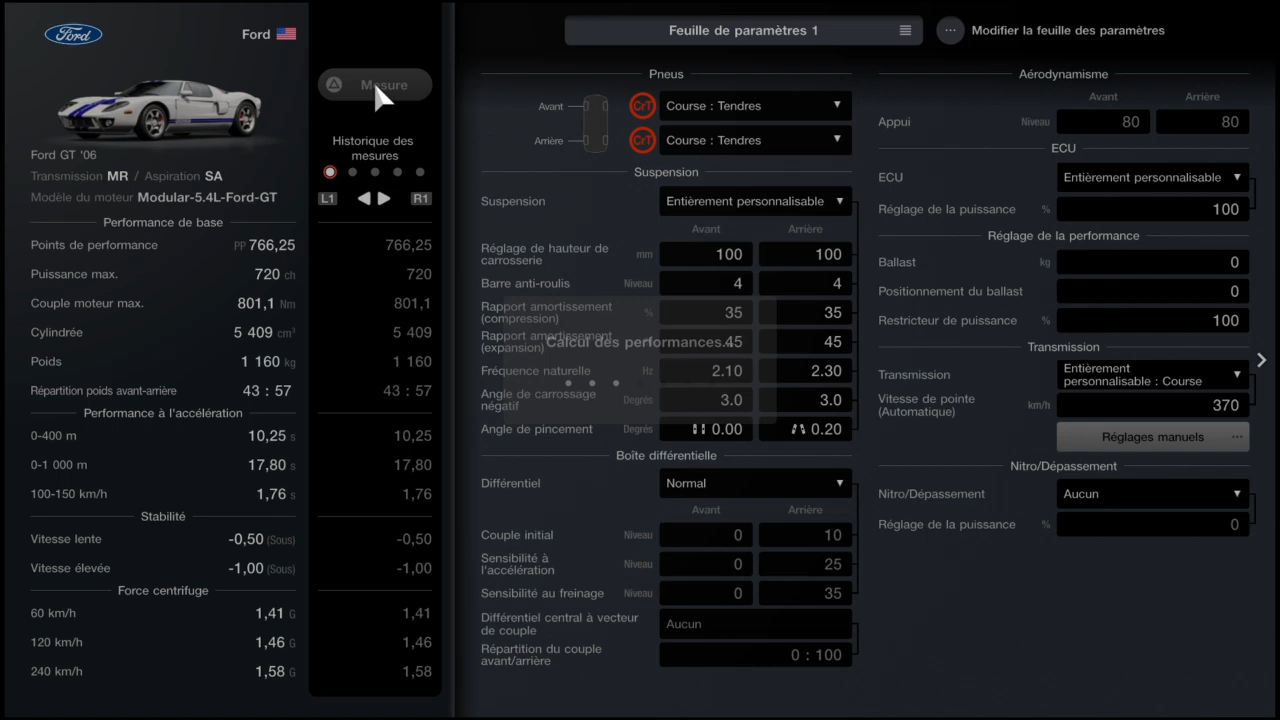 Ford
Ford
Ford GT '06
Transmission MR / Aspiration SA
Modèle du moteur Modular-5.4L-Ford-GT
Performance de base
Points de performance PP 766,25
Puissance max. 720 ch
Couple moteur max. 801,1 Nm
Cylindrée 5 409 cm³
Poids 1 160 kg
Répartition poids avant-arrière 43 : 57
Performance à l'accélération
0-400 m 10,25 s
0-1 000 m 17,80 s
100-150 km/h 1,76 s
Stabilité
Vitesse lente -0,50 (Sous)
Vitesse élevée -1,00 (Sous)
Force centrifuge
60 km/h 1,41 G
120 km/h 1,46 G
240 km/h 1,58 G
Mesure
Historique des
mesures
L1 R1
766,25
720
801,1
5 409
1 160
43 : 57
10,25
17,80
1,76
-0,50
-1,00
1,41
1,46
1,58
Feuille de paramètres 1
Modifier la feuille des paramètres
Pneus
Avant CrT Course : Tendres
Arrière CrT Course : Tendres
Suspension
Suspension Entièrement personnalisable
Avant Arrière
Réglage de hauteur de
carrosserie mm 100 100
Barre anti-roulis Niveau 4 4
Rapport amortissement
(compression) % 35 35
Rapport amortissement
(expansion) 45 45
Calcul des performances...
Fréquence naturelle Hz 2.10 2.30
Angle de carrossage
négatif Degrés 3.0 3.0
Angle de pincement Degrés 0.00 0.20
Boîte différentielle
Différentiel Normal
Avant Arrière
Couple initial Niveau 0 10
Sensibilité à
l'accélération Niveau 0 25
Sensibilité au freinage Niveau 0 35
Différentiel central à vecteur
de couple Aucun
Répartition du couple
avant/arrière 0 : 100
Aérodynamisme
Avant Arrière
Appui Niveau 80 80
ECU
ECU Entièrement personnalisable
Réglage de la puissance % 100
Réglage de la performance
Ballast kg 0
Positionnement du ballast 0
Restricteur de puissance % 100
Transmission
Transmission Entièrement
personnalisable : Course
Vitesse de pointe
(Automatique) km/h 370
Réglages manuels
Nitro/Dépassement
Nitro/Dépassement Aucun
Réglage de la puissance % 0